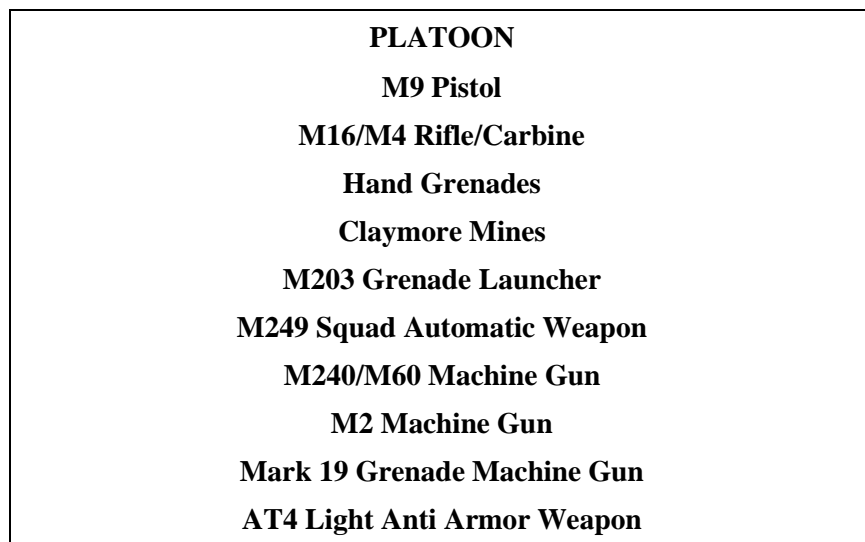 PLATOON
M9 Pistol
M16/M4 Rifle/Carbine
Hand Grenades
Claymore Mines
M203 Grenade Launcher
M249 Squad Automatic Weapon
M240/M60 Machine Gun
M2 Machine Gun
Mark 19 Grenade Machine Gun
AT4 Light Anti Armor Weapon